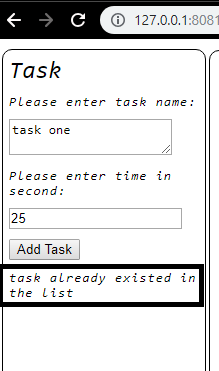 127.0.0.1:8081
Task
Please enter task name:
task one
Please enter time in
second:
25
Add Task
task already existed in
the list